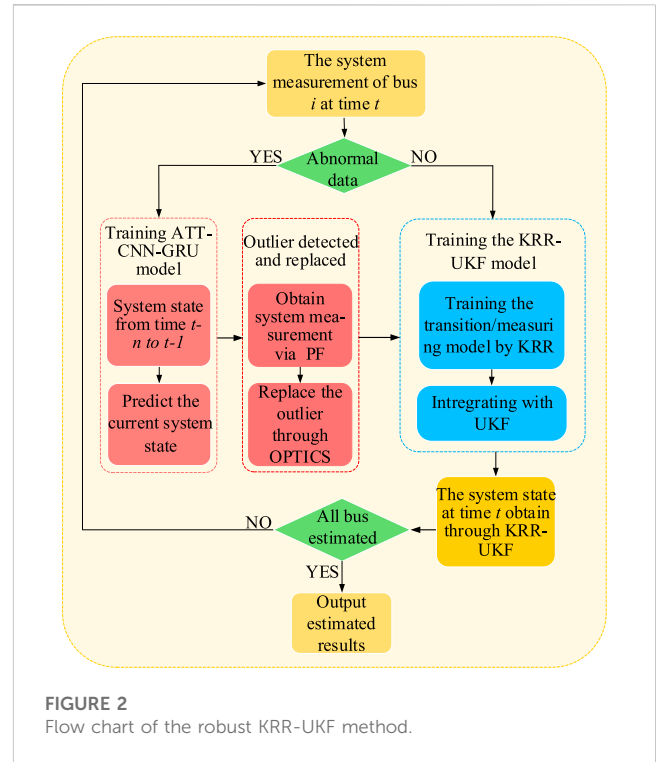 The system
measurement of bus
i at time t
YES
Abnormal
data
NO
Training ATT-
CNN-GRU
model
System state
from time t-
n to t-1
Predict the
current system
state
Outlier detected
and replaced
Obtain
system mea-
surement
via PF
Replace the
outlier
through
OPTICS
Training the KRR-
UKF model
Training the
transition/measuri
ng model by KRR
Intregrating with
UKF
The system state
at time t obtain
through KRR-
UKF
NO
All bus
estimated
YES
Output
estimated
results
FIGURE 2
Flow chart of the robust KRR-UKF method.